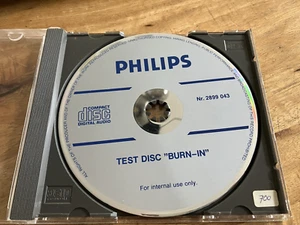 PHILIPS
Nr. 2899 043
COMPACT
disc
DIGITAL AUDIO
TEST DISC "BURN-IN"
For internal use only.
700